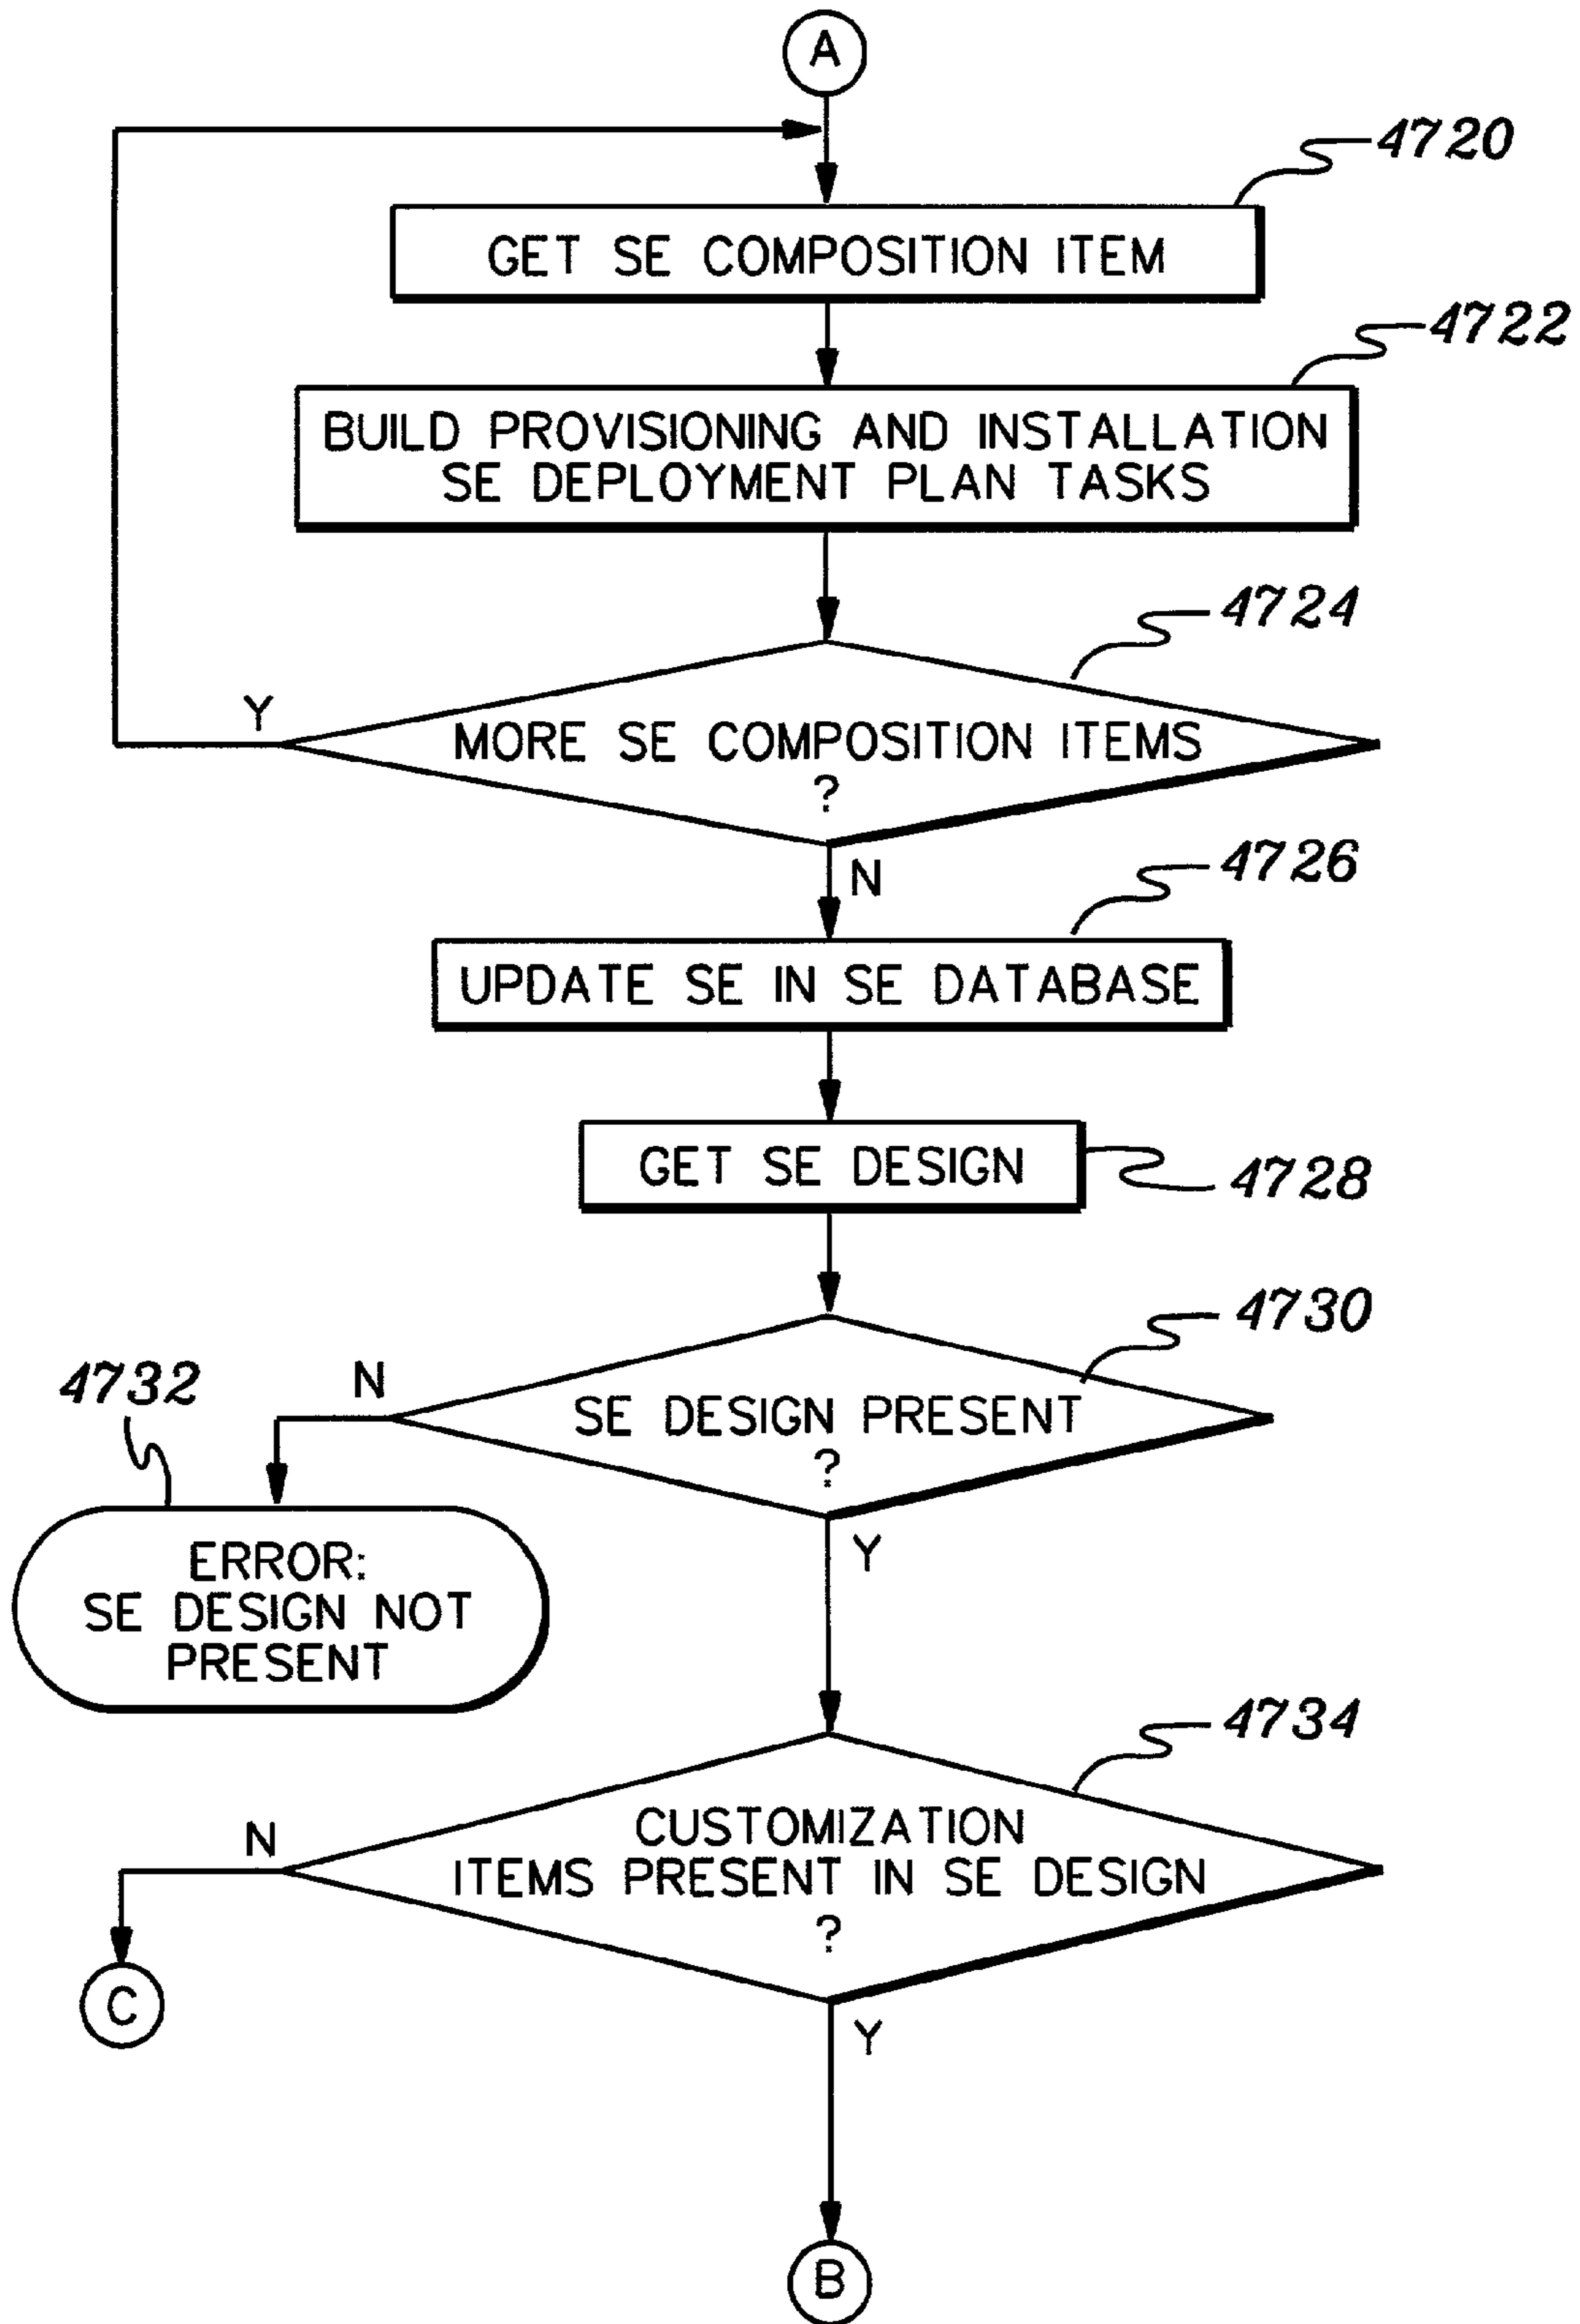 A
4720
GET SE COMPOSITION ITEM
4722
BUILD PROVISIONING AND INSTALLATION
SE DEPLOYMENT PLAN TASKS
4724
Y
MORE SE COMPOSITION ITEMS
?
N
4726
UPDATE SE IN SE DATABASE
GET SE DESIGN
4728
4730
4732
N
SE DESIGN PRESENT
?
Y
ERROR:
SE DESIGN NOT
PRESENT
4734
N
CUSTOMIZATION
ITEMS PRESENT IN SE DESIGN
?
C
Y
B